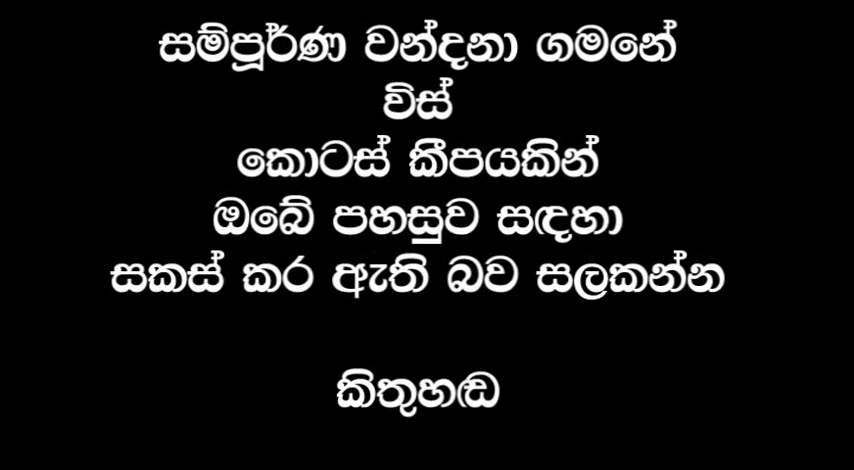 සම්පූර්ණ වන්දනා ගමනේ
විස්
කොටස් කීපයකින්
ඔබේ පහසුව සඳහා
සකස් කර ඇති බව සලකන්න
කිතුහඬ